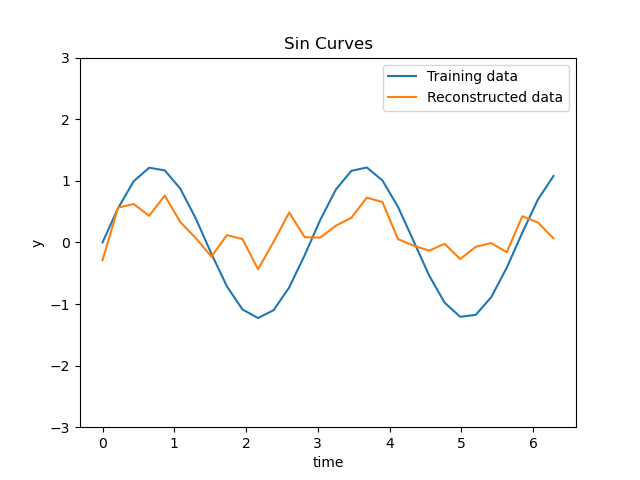 Sin Curves
Training data
Reconstructed data
3
2
1
0
−1
−2
−3
y
0
1
2
3
4
5
6
time